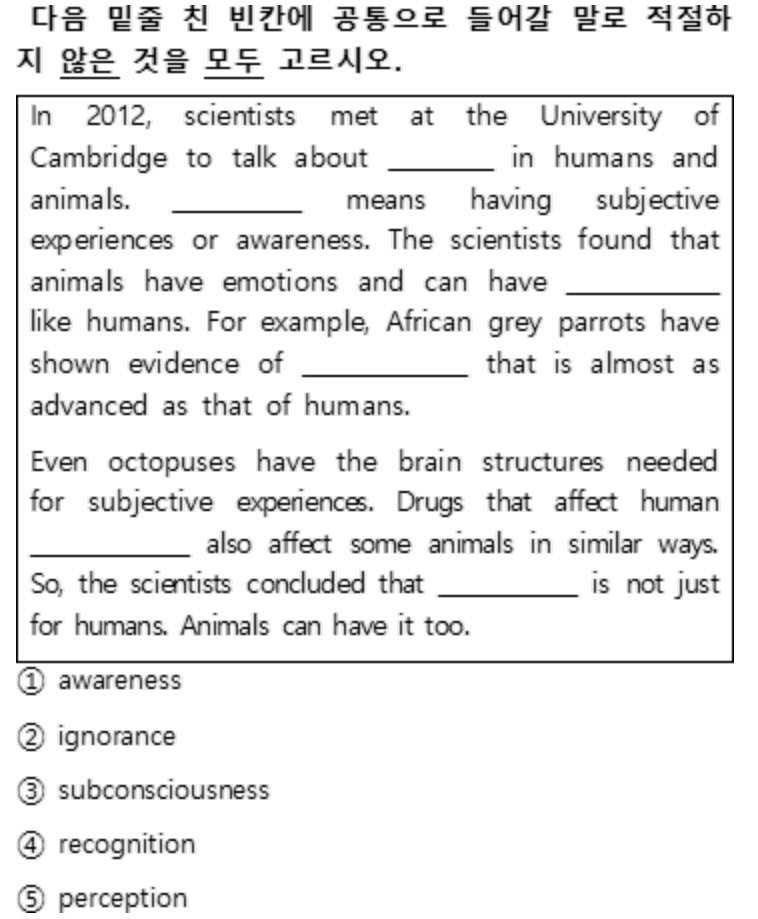 다음 밑줄 친 빈칸에 공통으로 들어갈 말로 적절하
지 않은 것을 모두 고르시오.
In 2012, scientists met at the University of
Cambridge to talk about ________ in humans and
animals. __________ means having subjective
experiences or awareness. The scientists found that
animals have emotions and can have ____________
like humans. For example, African grey parrots have
shown evidence of _____________ that is almost as
advanced as that of humans.
Even octopuses have the brain structures needed
for subjective experiences. Drugs that affect human
_____________ also affect some animals in similar ways.
So, the scientists concluded that ___________ is not just
for humans. Animals can have it too.
① awareness
② ignorance
③ subconsciousness
④ recognition
⑤ perception